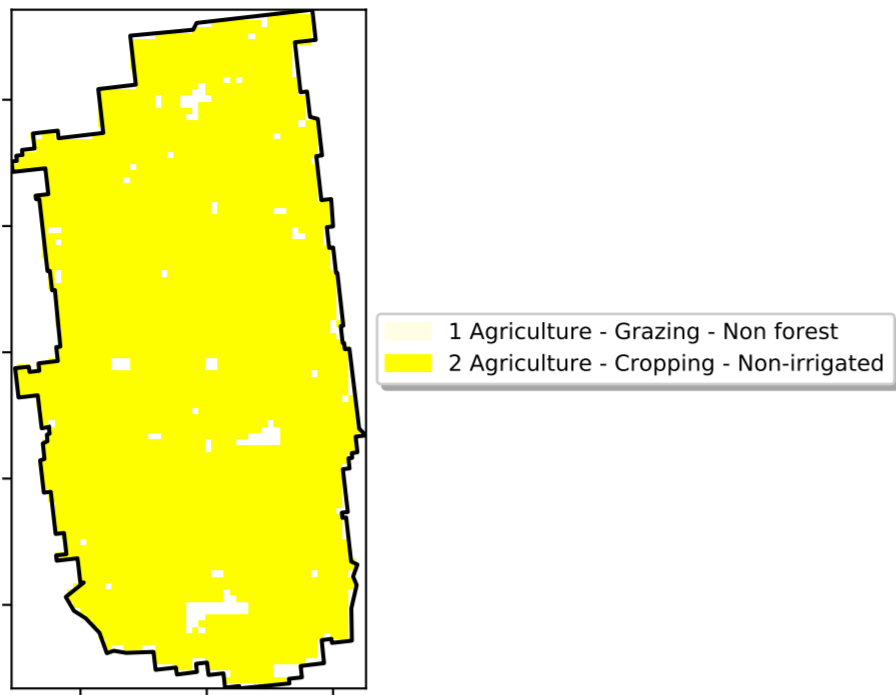 1 Agriculture - Grazing - Non forest
2 Agriculture - Cropping - Non-irrigated